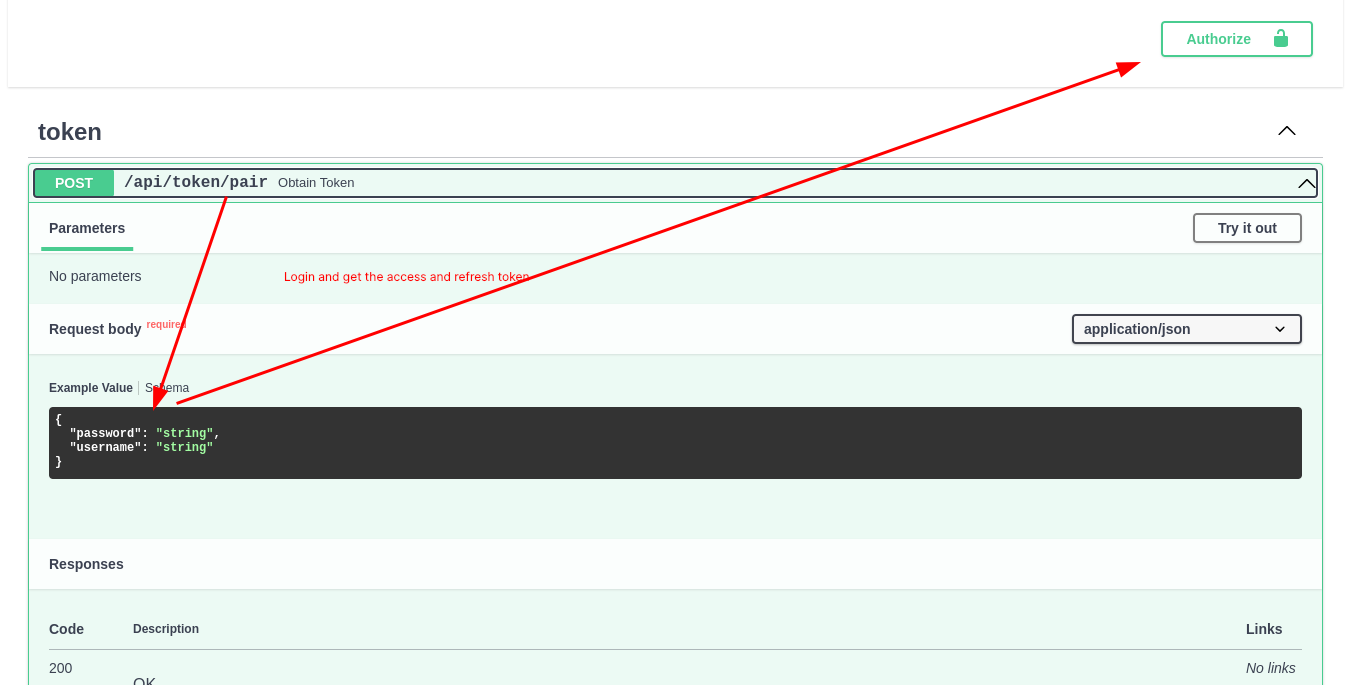 Authorize
token
POST /api/token/pair Obtain Token
Parameters Try it out
No parameters Login and get the access and refresh token
Request body required application/json
Example Value Schema
{
"password": "string",
"username": "string"
}
Responses
Code Description Links
200 No links
OK